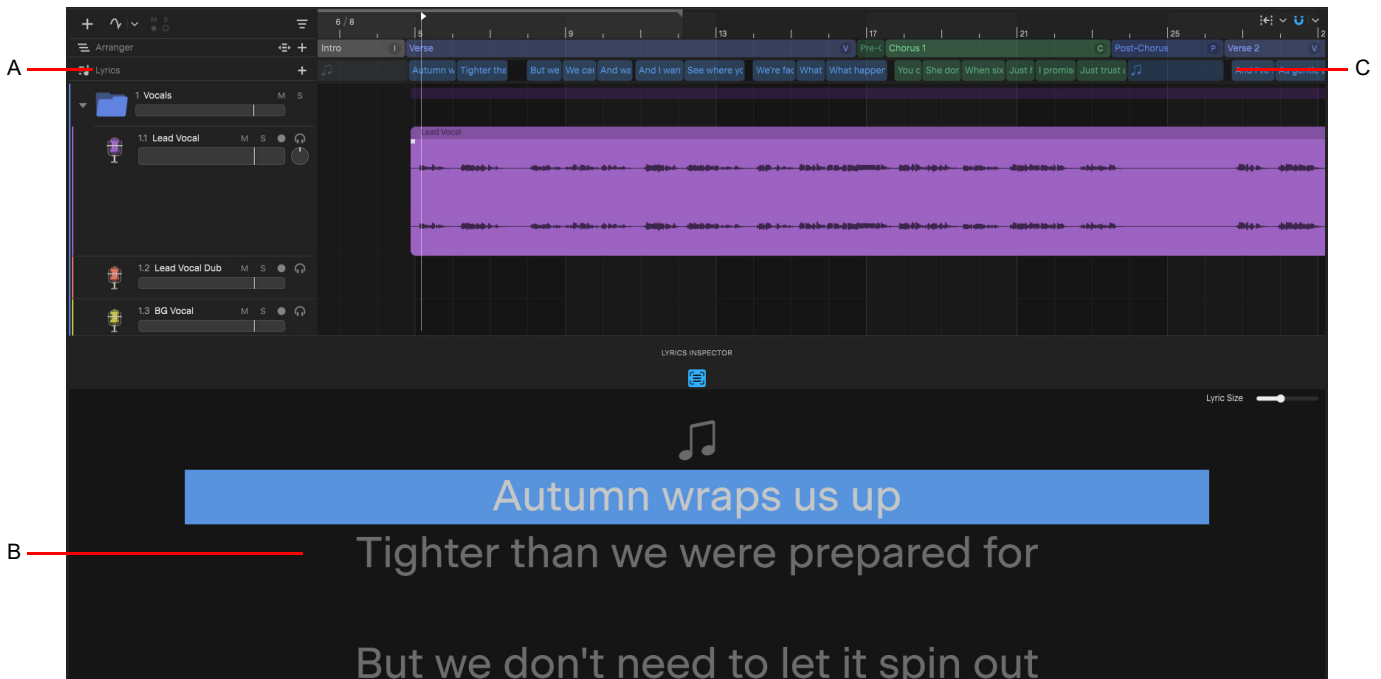 M S 6 / 8
5 9 13 17 21 25
Arranger Intro I Verse V Pre-C Chorus 1 C Post-Chorus P Verse 2 V
A Lyrics Autumn w Tighter tha But we We car And wa And I wan See where yo We're fac What What happer You c She dor When six Just h I promis Just trust C
1 Vocals M S
Lead Vocal
1.1 Lead Vocal M S
1.2 Lead Vocal Dub M S
1.3 BG Vocal M S
LYRICS INSPECTOR
Lyric Size
Autumn wraps us up
B Tighter than we were prepared for
But we don't need to let it spin out